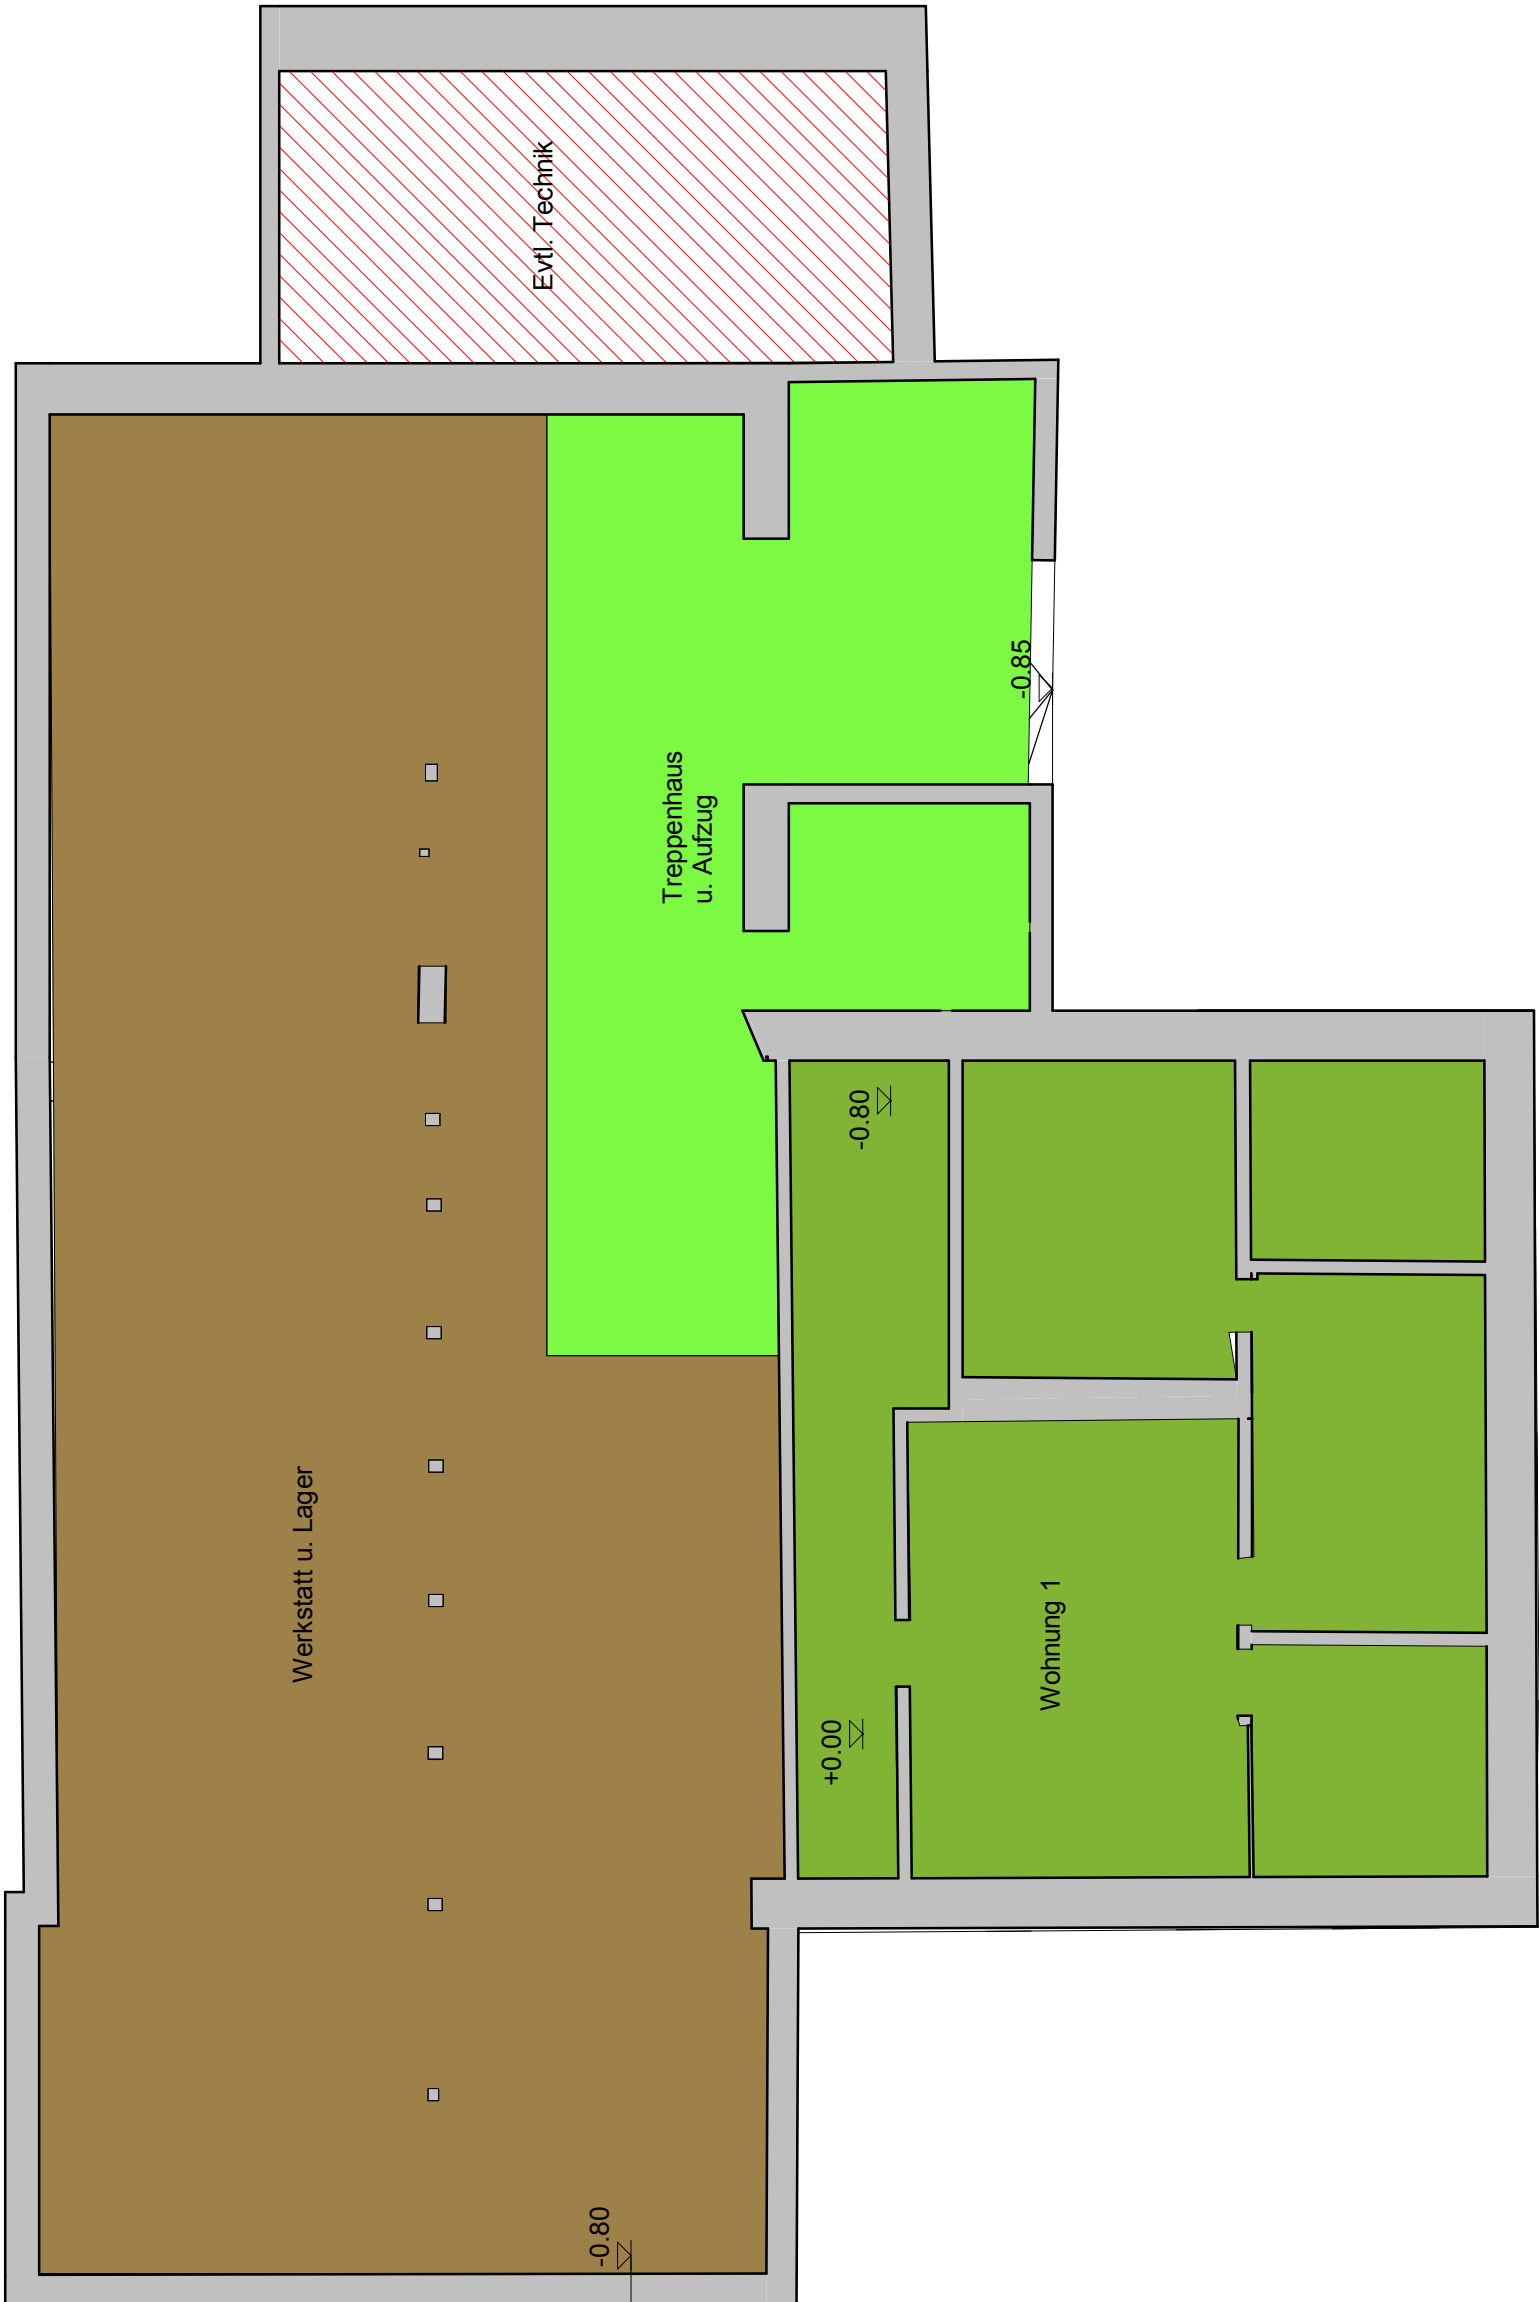 Evtl. Technik
-0.85
Treppenhaus
u. Aufzug
-0.80
Werkstatt u. Lager
Wohnung 1
+0.00
-0.80